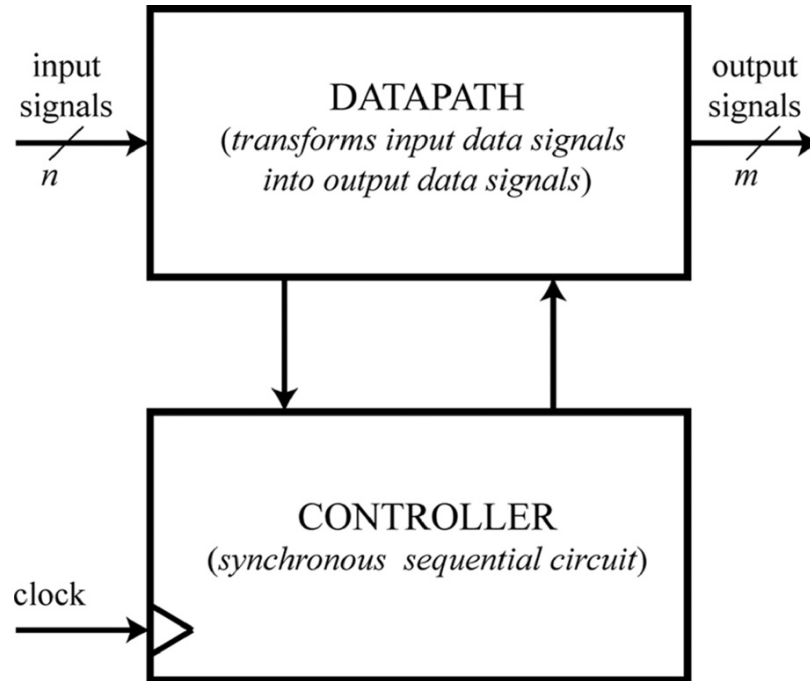 input
signals
n
DATAPATH
(transforms input data signals
into output data signals)
output
signals
m
CONTROLLER
(synchronous sequential circuit)
clock